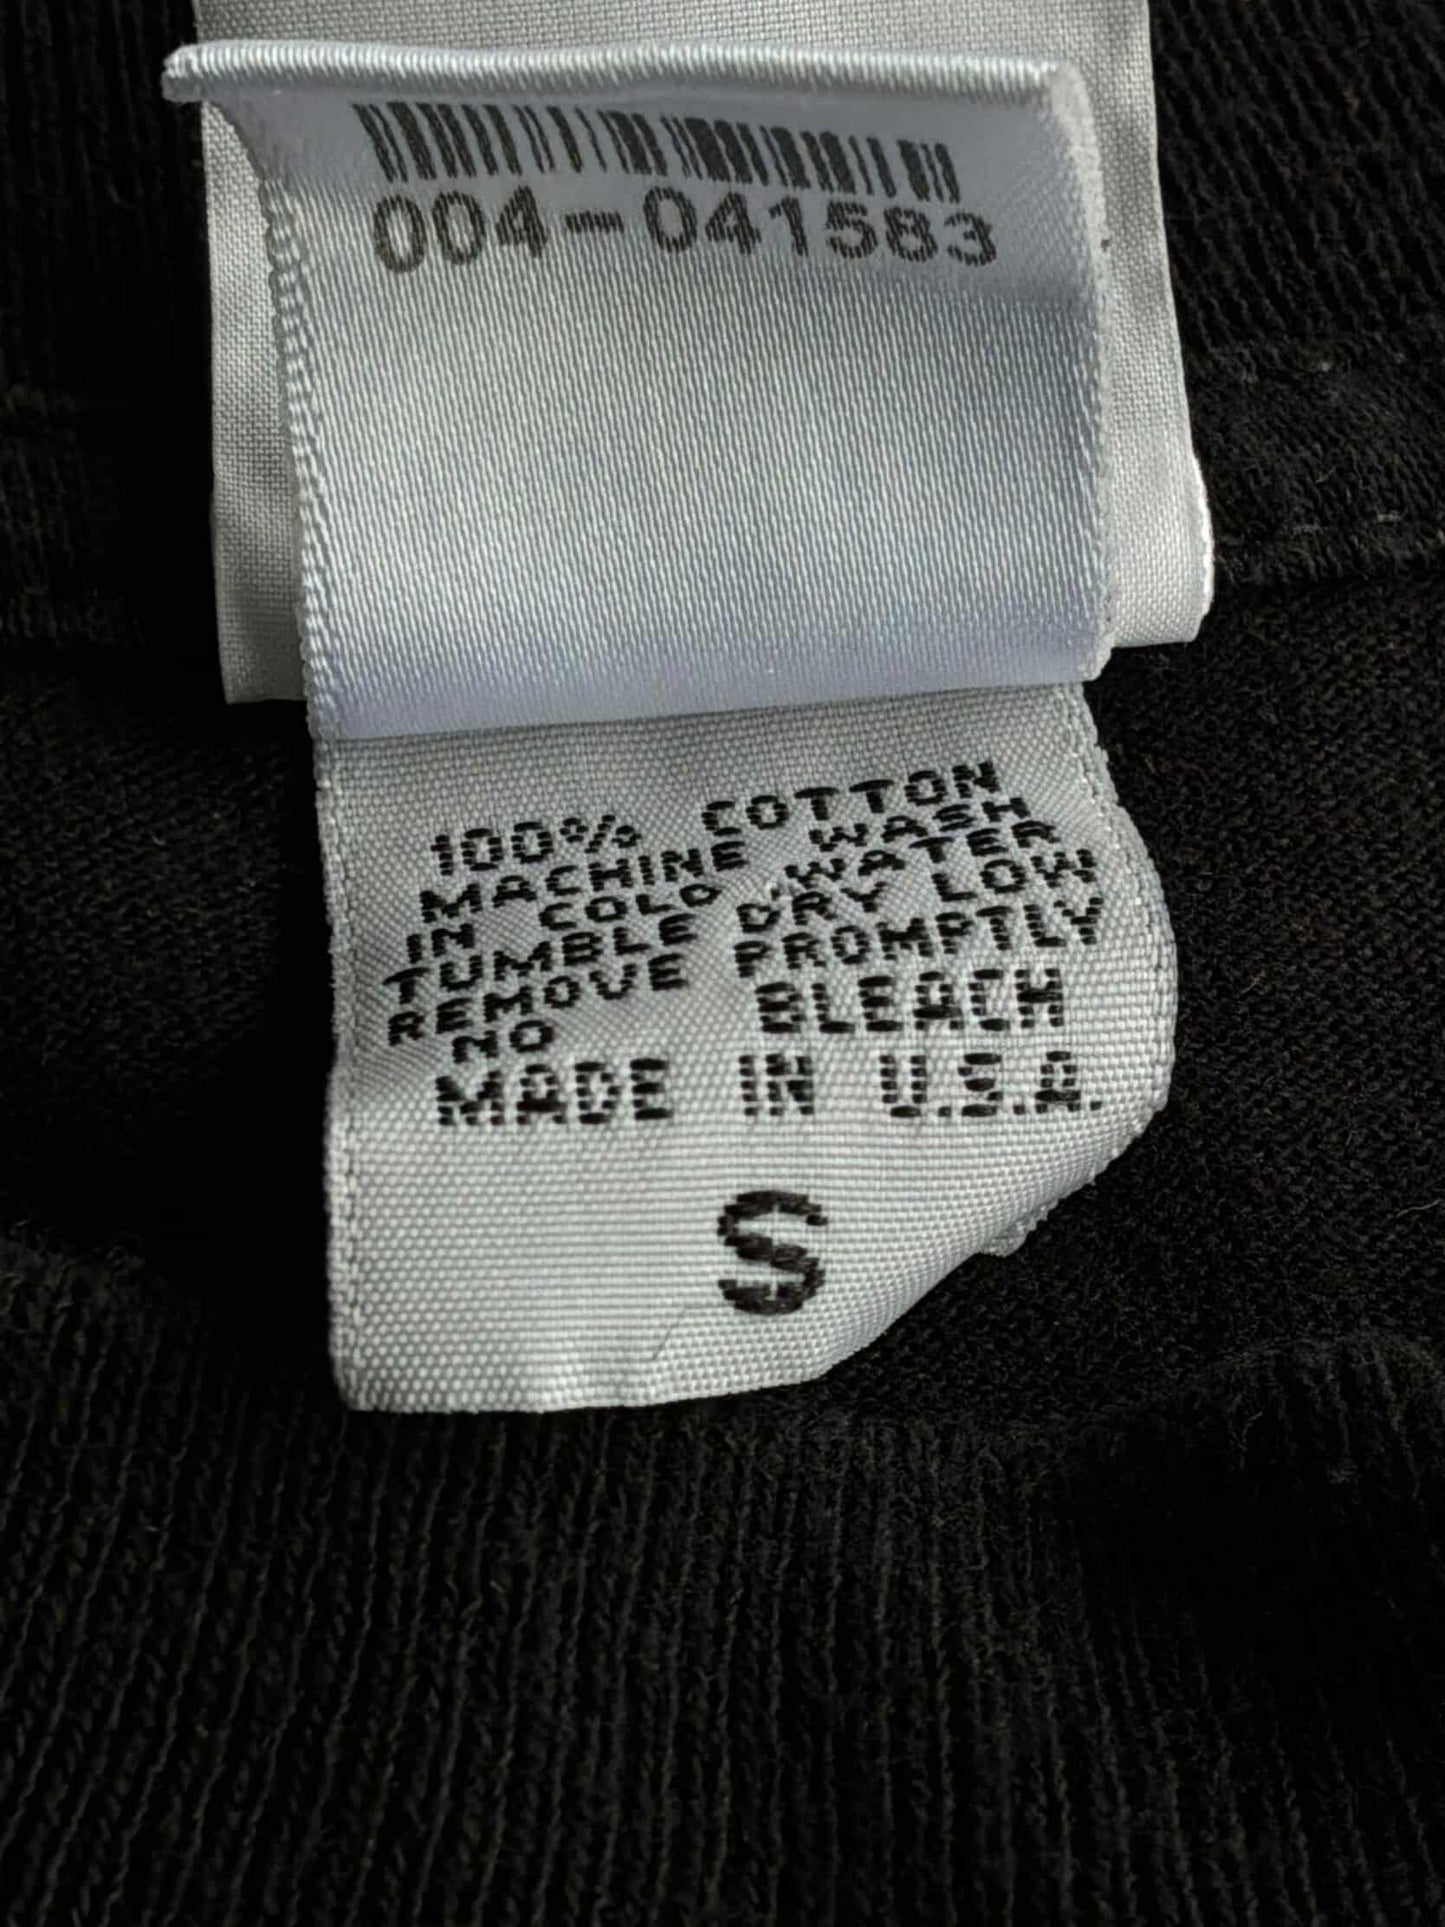 004-041583
100% COTTON
MACHINE WASH
IN COLD WATER
TUMBLE DRY LOW
REMOVE PROMPTLY
NO BLEACH
MADE IN U.S.A.
S